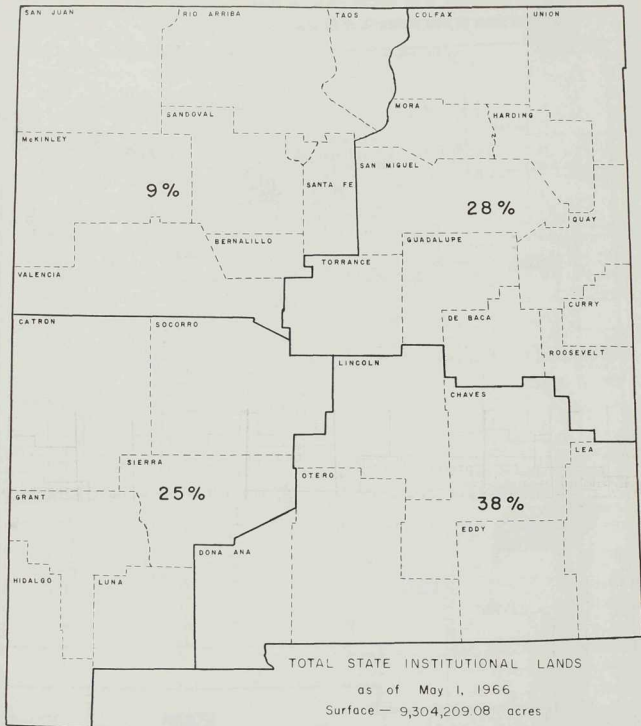 SAN JUAN
RIO ARRIBA
TAOS
COLFAX
UNION
MORA
HARDING
SANDOVAL
McKINLEY
SAN MIGUEL
SANTA FE
9%
28%
QUAY
BERNALILLO
GUADALUPE
TORRANCE
VALENCIA
CURRY
DE BACA
CATRON
SOCORRO
ROOSEVELT
LINCOLN
CHAVES
LEA
SIERRA
OTERO
GRANT
25%
38%
EDDY
DONA ANA
HIDALGO
LUNA
TOTAL STATE INSTITUTIONAL LANDS
as of May 1, 1966
Surface — 9,304,209.08 acres